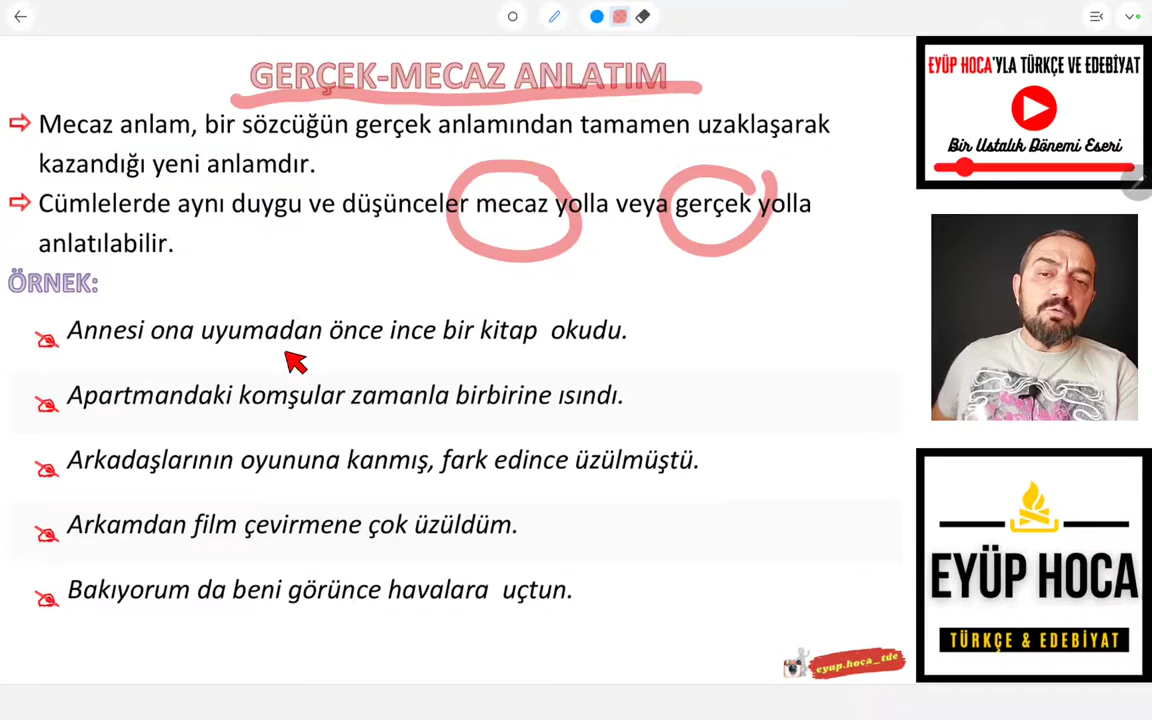 GERÇEK-MECAZ ANLATIM
Mecaz anlam, bir sözcüğün gerçek anlamından tamamen uzaklaşarak
kazandığı yeni anlamdır.
Cümlelerde aynı duygu ve düşünceler mecaz yolla veya gerçek yolla
anlatılabilir.
ÖRNEK:
Annesi ona uyumadan önce ince bir kitap okudu.
Apartmandaki komşular zamanla birbirine ısındı.
Arkadaşlarının oyununa kanmış, fark edince üzülmüştü.
Arkamdan film çevirmene çok üzüldüm.
Bakıyorum da beni görünce havalara uçtun.
eyup.hoca_tde
EYÜP HOCA'YLA TÜRKÇE VE EDEBİYAT
Bir Ustalık Dönemi Eseri
EYÜP HOCA
TÜRKÇE & EDEBİYAT